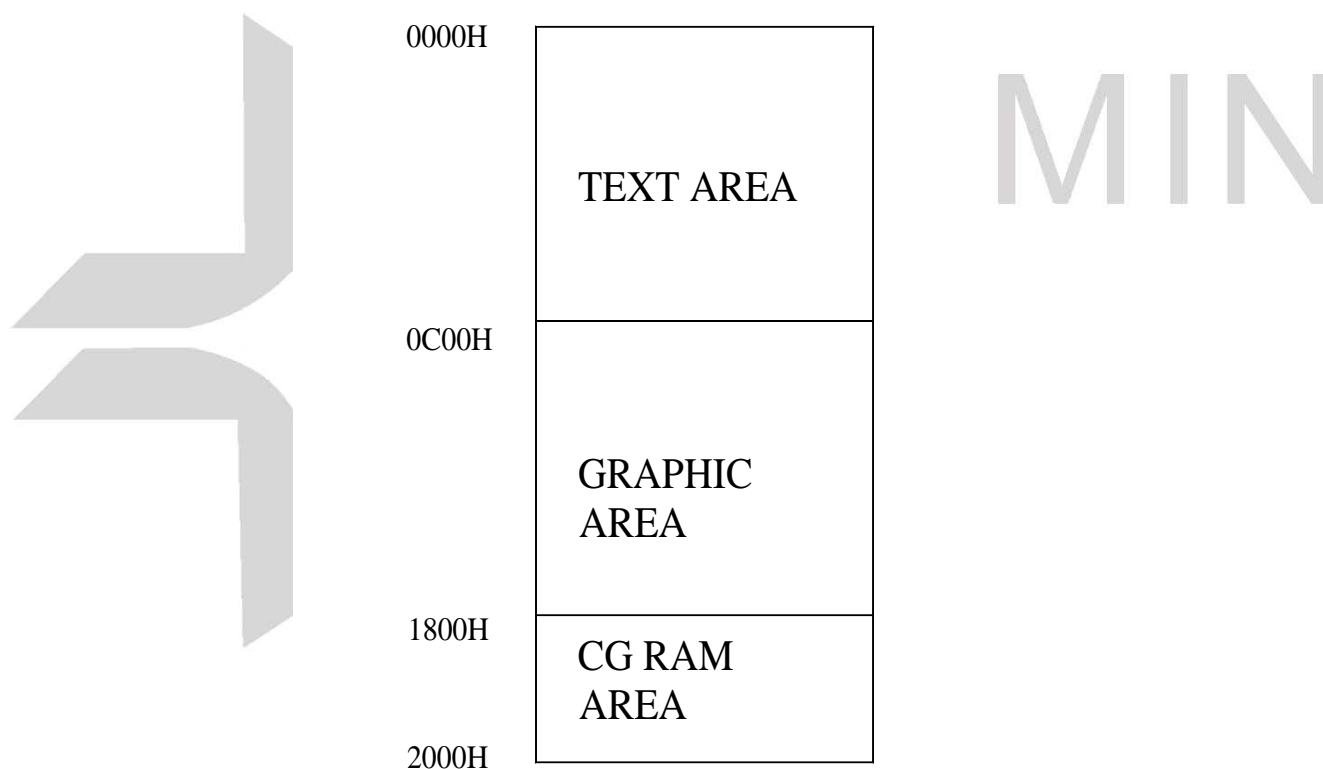 0000H
MIN
TEXT AREA
0C00H
GRAPHIC
AREA
1800H
CG RAM
AREA
2000H